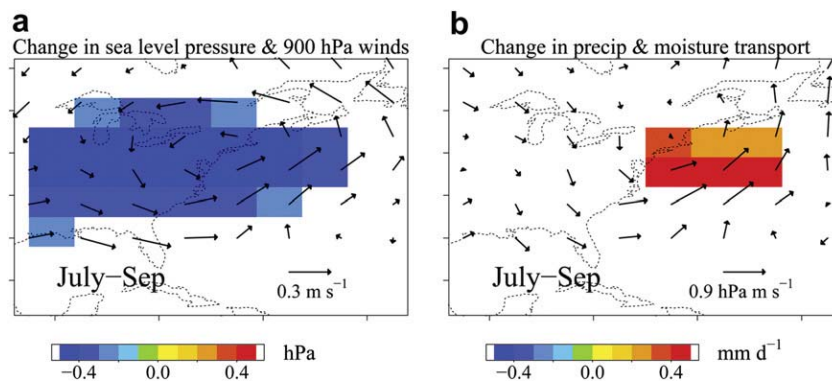 a
Change in sea level pressure & 900 hPa winds
July−Sep
0.3 m s⁻¹
−0.4 0.0 0.4
hPa
b
Change in precip & moisture transport
July−Sep
0.9 hPa m s⁻¹
−0.4 0.0 0.4
mm d⁻¹